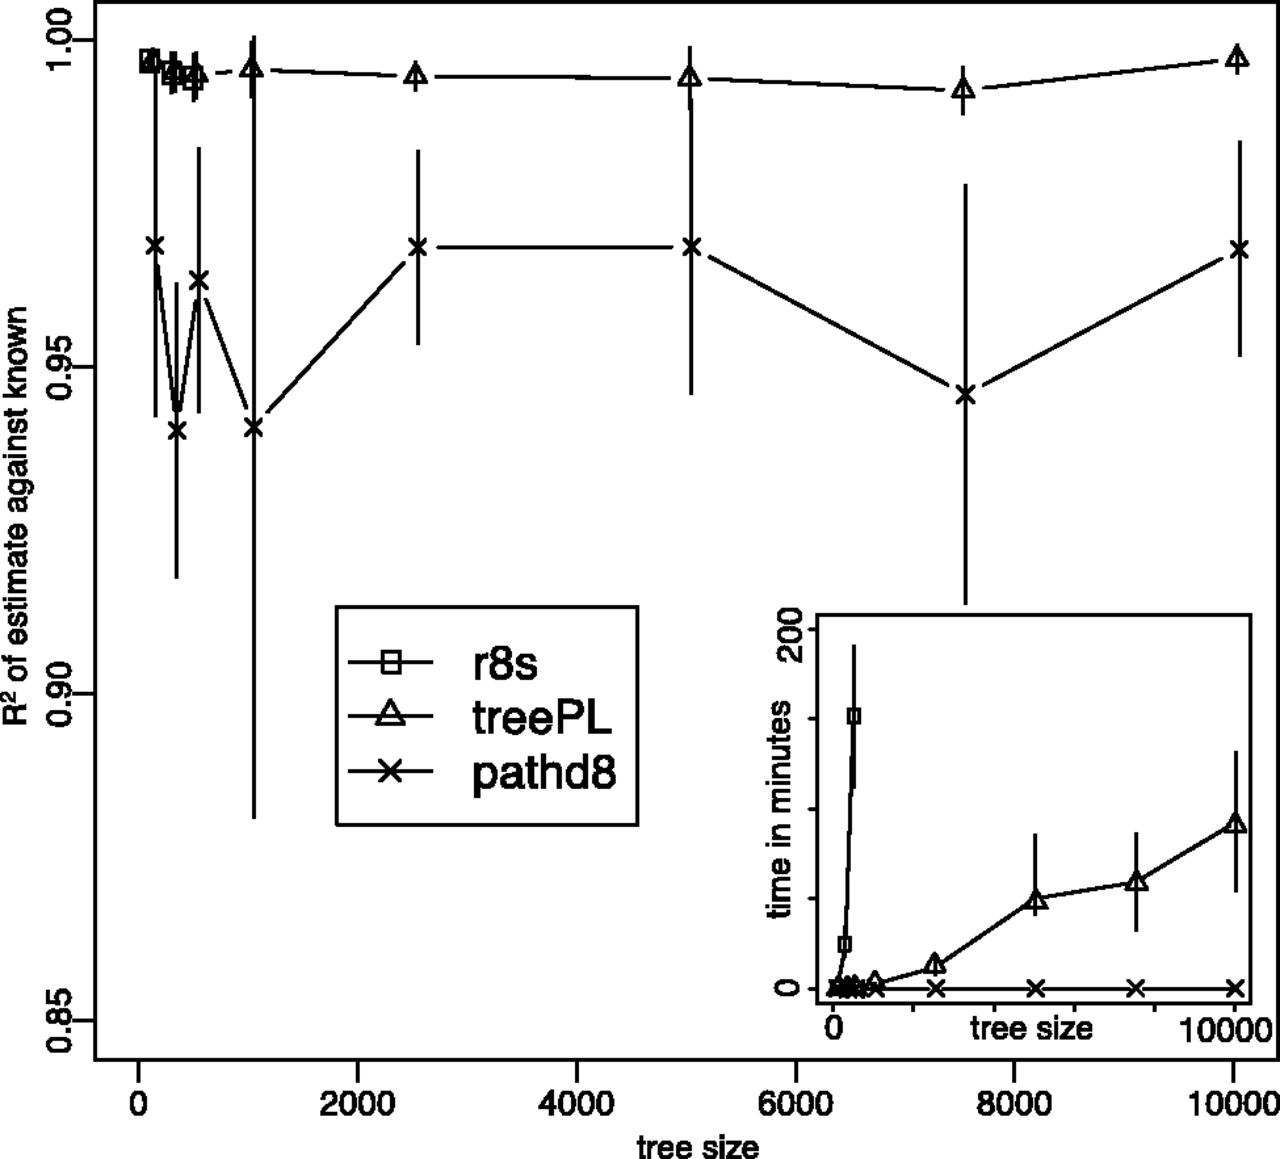 1.00
0.95
0.90
0.85
R² of estimate against known
r8s
treePL
pathd8
200
0
time in minutes
0
tree size
10000
0
2000
4000
6000
8000
10000
tree size